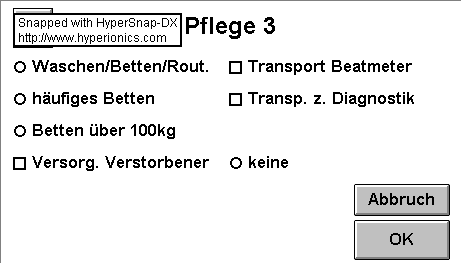 Snapped with HyperSnap-DX
http://www.hyperionics.com
Pflege 3
Waschen/Betten/Rout.
Transport Beatmeter
häufiges Betten
Transp. z. Diagnostik
Betten über 100kg
Versorg. Verstorbener
keine
Abbruch
OK